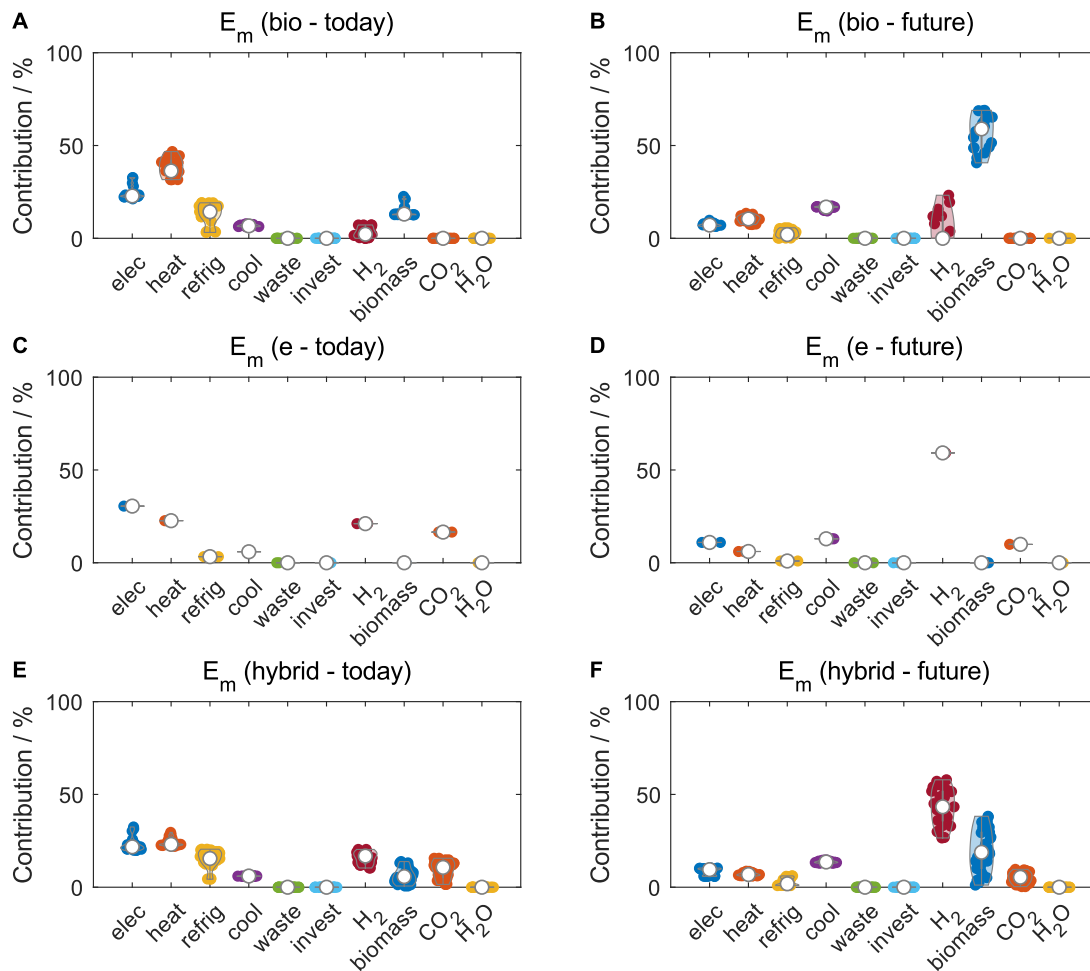 A
E_m (bio - today)
Contribution / %
100
50
0
elec
heat
refrig
cool
waste
invest
H_2
biomass
CO_2
H_2O
B
E_m (bio - future)
Contribution / %
100
50
0
elec
heat
refrig
cool
waste
invest
H_2
biomass
CO_2
H_2O
C
E_m (e - today)
Contribution / %
100
50
0
elec
heat
refrig
cool
waste
invest
H_2
biomass
CO_2
H_2O
D
E_m (e - future)
Contribution / %
100
50
0
elec
heat
refrig
cool
waste
invest
H_2
biomass
CO_2
H_2O
E
E_m (hybrid - today)
Contribution / %
100
50
0
elec
heat
refrig
cool
waste
invest
H_2
biomass
CO_2
H_2O
F
E_m (hybrid - future)
Contribution / %
100
50
0
elec
heat
refrig
cool
waste
invest
H_2
biomass
CO_2
H_2O